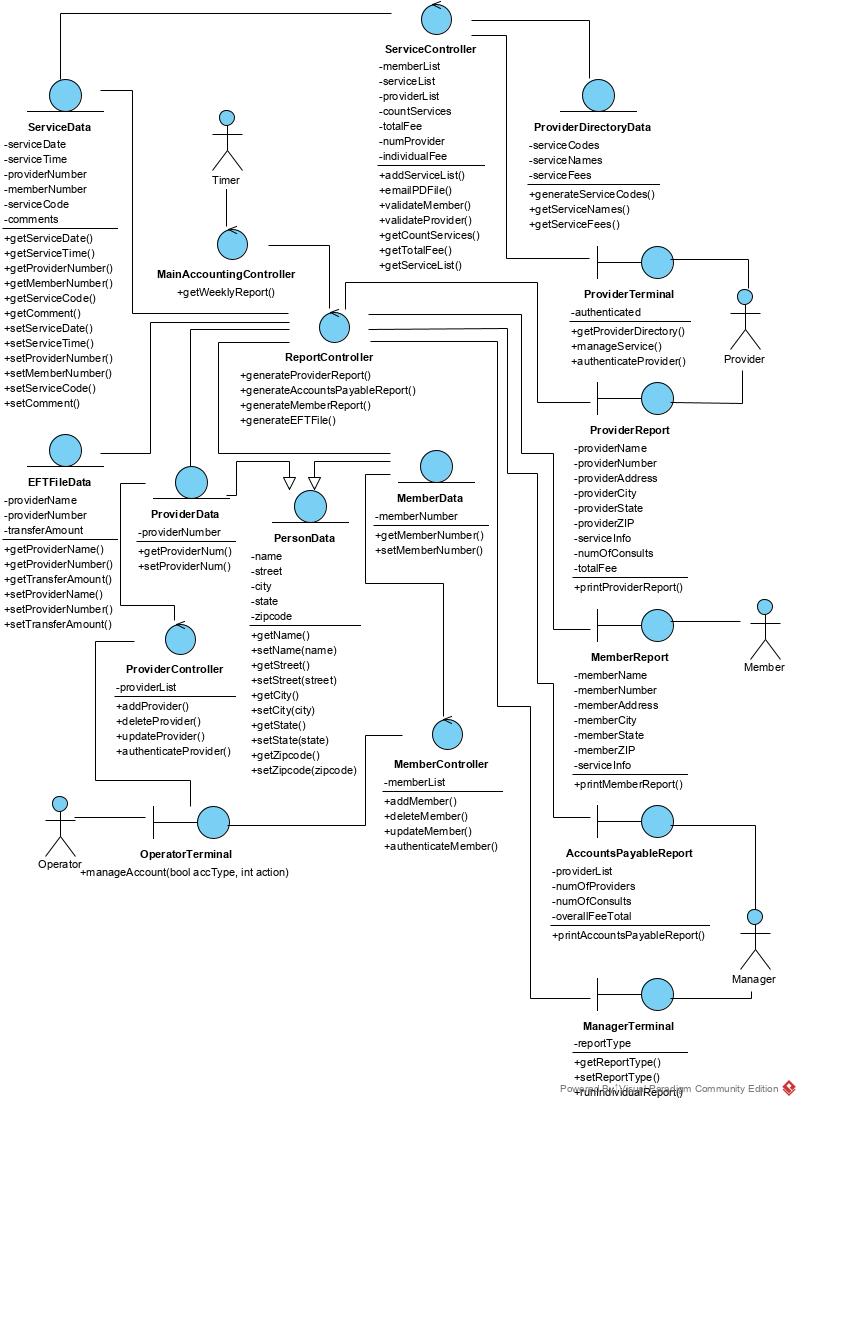 ServiceController
-memberList
-serviceList
-providerList
-countServices
-totalFee
-numProvider
-individualFee
+addServiceList()
+emailPDFile()
+validateMember()
+validateProvider()
+getCountServices()
+getTotalFee()
+getServiceList()
ServiceData
-serviceDate
-serviceTime
-providerNumber
-memberNumber
-serviceCode
-comments
+getServiceDate()
+getServiceTime()
+getProviderNumber()
+getMemberNumber()
+getServiceCode()
+getComment()
+setServiceDate()
+setServiceTime()
+setProviderNumber()
+setMemberNumber()
+setServiceCode()
+setComment()
Timer
MainAccountingController
+getWeeklyReport()
ProviderDirectoryData
-serviceCodes
-serviceNames
-serviceFees
+generateServiceCodes()
+getServiceNames()
+getServiceFees()
ProviderTerminal
-authenticated
+getProviderDirectory()
+manageService()
+authenticateProvider()
Provider
ReportController
+generateProviderReport()
+generateAccountsPayableReport()
+generateMemberReport()
+generateEFTFile()
ProviderReport
-providerName
-providerNumber
-providerAddress
-providerCity
-providerState
-providerZIP
-serviceInfo
-numOfConsults
-totalFee
+printProviderReport()
EFTFileData
-providerName
-providerNumber
-transferAmount
+getProviderName()
+getProviderNumber()
+getTransferAmount()
+setProviderName()
+setProviderNumber()
+setTransferAmount()
ProviderData
-providerNumber
+getProviderNum()
+setProviderNum()
PersonData
-name
-street
-city
-state
-zipcode
+getName()
+setName(name)
+getStreet()
+setStreet(street)
+getCity()
+setCity(city)
+getState()
+setState(state)
+getZipcode()
+setZipcode(zipcode)
MemberData
-memberNumber
+getMemberNumber()
+setMemberNumber()
ProviderController
-providerList
+addProvider()
+deleteProvider()
+updateProvider()
+authenticateProvider()
MemberReport
-memberName
-memberNumber
-memberAddress
-memberCity
-memberState
-memberZIP
-serviceInfo
+printMemberReport()
Member
MemberController
-memberList
+addMember()
+deleteMember()
+updateMember()
+authenticateMember()
Operator
OperatorTerminal
+manageAccount(bool accType, int action)
AccountsPayableReport
-providerList
-numOfProviders
-numOfConsults
-overallFeeTotal
+printAccountsPayableReport()
Manager
ManagerTerminal
-reportType
+getReportType()
+setReportType()
+runIndividualReport()
Powered By Visual Paradigm Community Edition